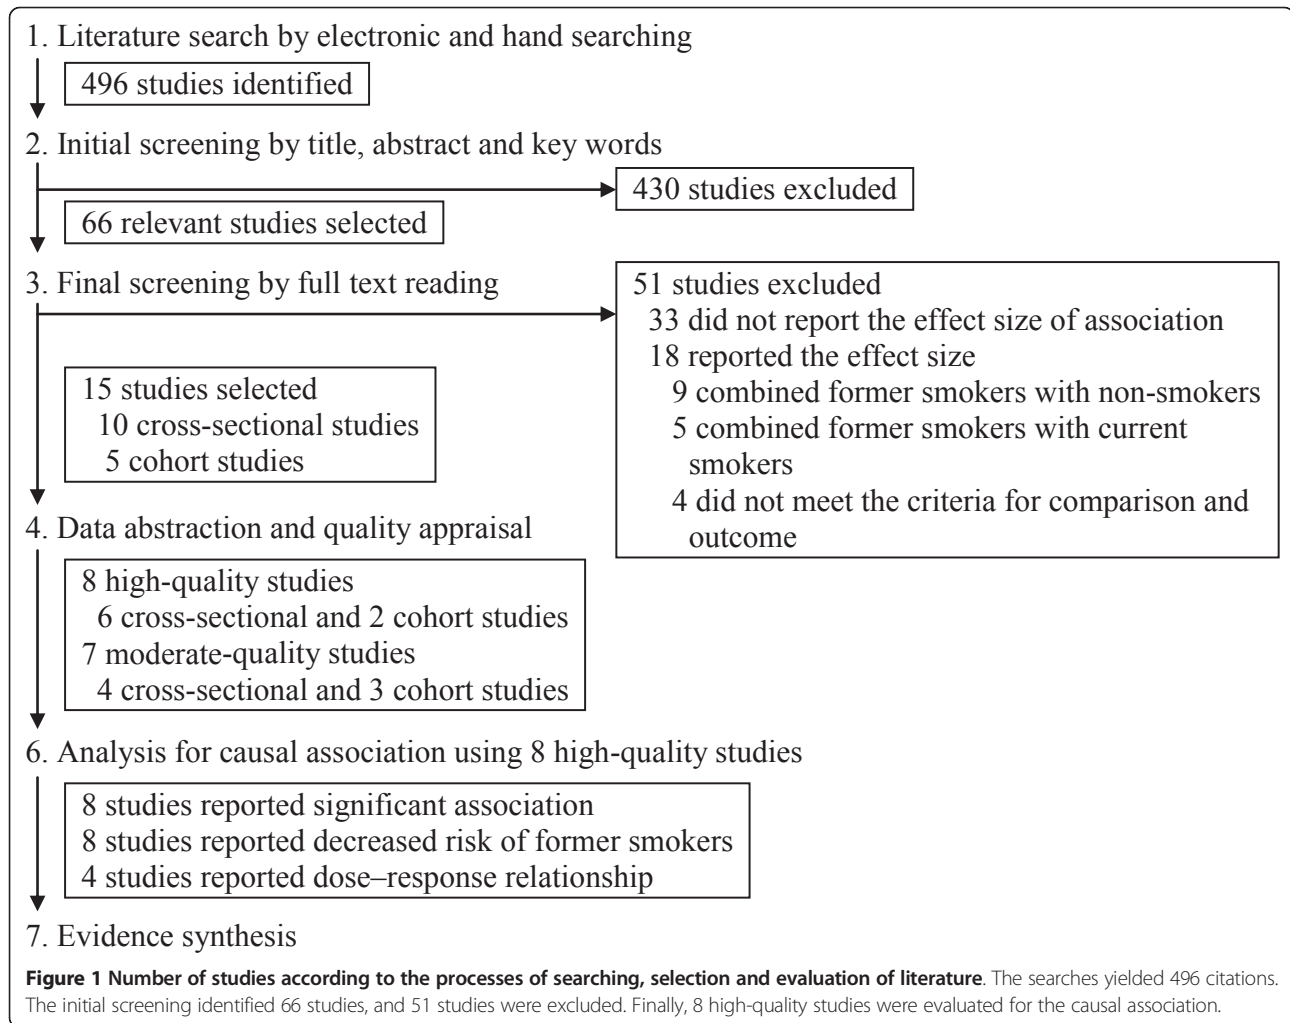 1. Literature search by electronic and hand searching
496 studies identified
2. Initial screening by title, abstract and key words
430 studies excluded
66 relevant studies selected
3. Final screening by full text reading
51 studies excluded
33 did not report the effect size of association
18 reported the effect size
9 combined former smokers with non-smokers
5 combined former smokers with current
smokers
4 did not meet the criteria for comparison and
outcome
15 studies selected
10 cross-sectional studies
5 cohort studies
4. Data abstraction and quality appraisal
8 high-quality studies
6 cross-sectional and 2 cohort studies
7 moderate-quality studies
4 cross-sectional and 3 cohort studies
6. Analysis for causal association using 8 high-quality studies
8 studies reported significant association
8 studies reported decreased risk of former smokers
4 studies reported dose–response relationship
7. Evidence synthesis
Figure 1 Number of studies according to the processes of searching, selection and evaluation of literature. The searches yielded 496 citations.
The initial screening identified 66 studies, and 51 studies were excluded. Finally, 8 high-quality studies were evaluated for the causal association.